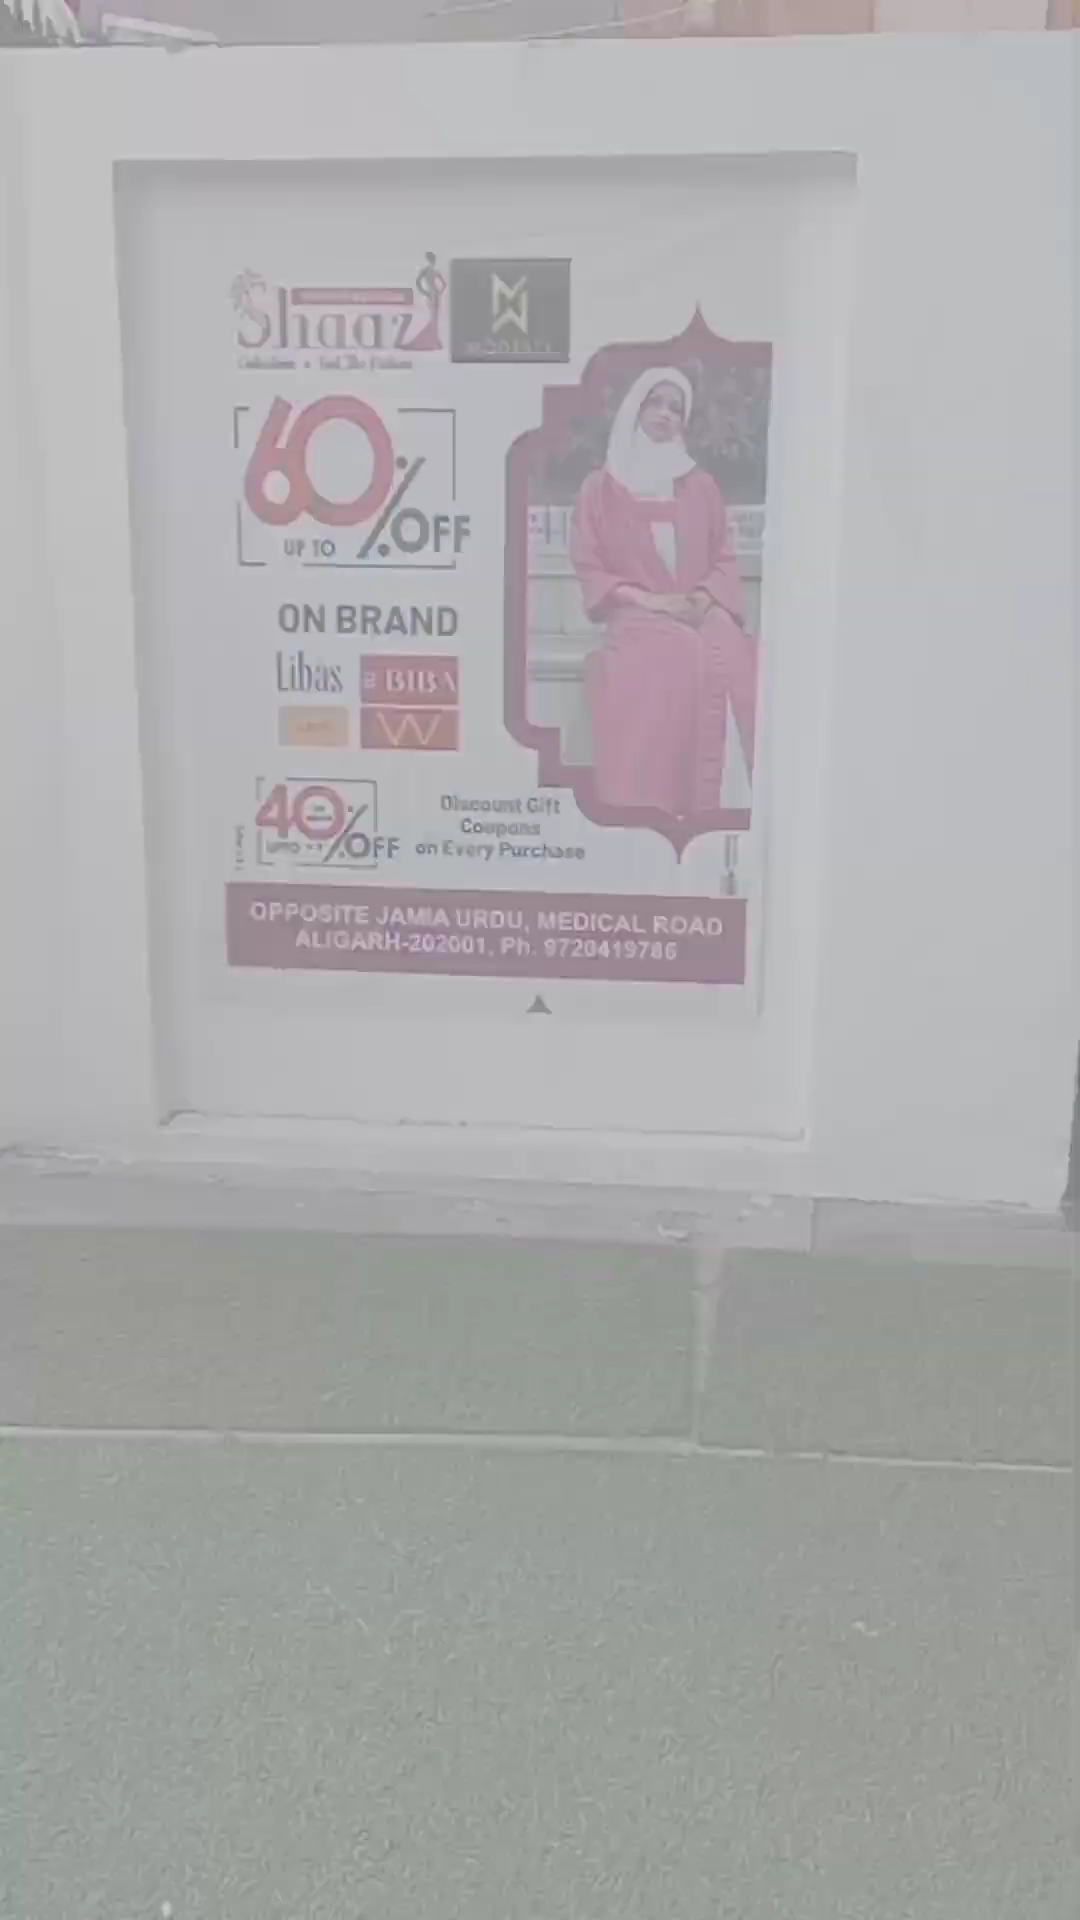 Shaaz
60% OFF
UP TO
ON BRAND
Libas
BIBA
W
40% OFF
UPTO
Discount Gift
Coupons
on Every Purchase
OPPOSITE JAMIA URDU, MEDICAL ROAD
ALIGARH-202001, Ph. 9720419786